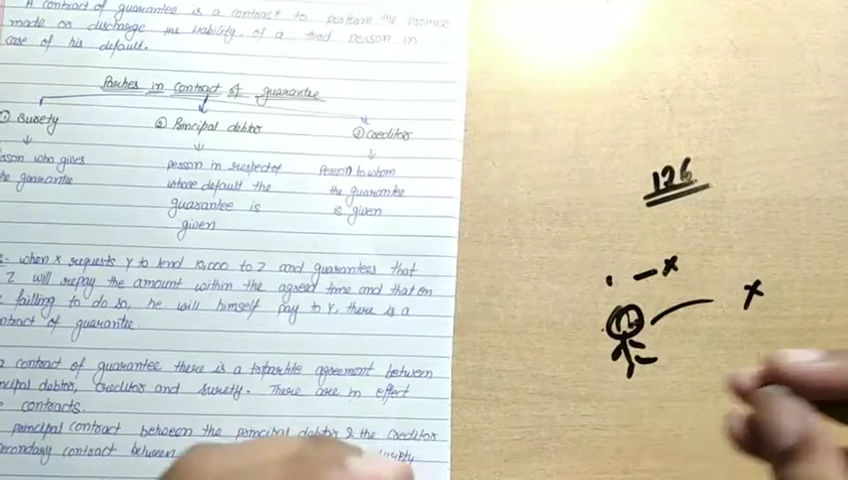 A contract of guarantee is a contract to perform the promise
made or discharge the liability of a third person in
case of his default.
Parties in contract of guarantee
① surety
② Principal debtor
③ creditor
who gives
the guarantee
person in respect of
whose default the
guarantee is
given
Person to whom
the guarantee
is given
when X requests Y to lend 10,000 to Z and guarantees that
Z will repay the amount within the agreed time and that on
failling to do so, he will himself pay to Y, there is a
of guarantee.
contract of guarantee there is a tripartite agreement between
debtor, creditor and surety. There are in effect
contracts.
principal contract between the principal debtor & the creditor
contract between
126
x
x